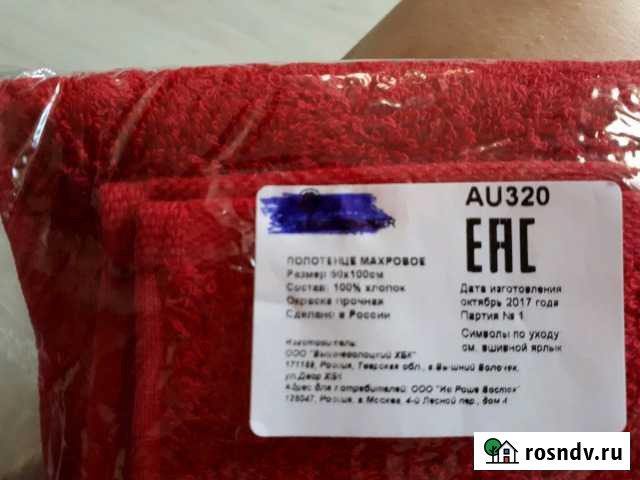 AU320
EAC
ПОЛОТЕНЦЕ МАХРОВОЕ
Размер 50х100см
Состав: 100% хлопок
Окраска прочная
Сделано в России
Дата изготовления
октябрь 2017 года
Партия № 1
Символы по уходу
см. вшивной ярлык
Изготовитель:
ООО "Вышневолоцкий ХБК"
171159, Россия, Тверская обл., г. Вышний Волочек,
ул. Двор ХБК
Адрес для потребителей: ООО "Ив Роше Восток"
125047, Россия, г. Москва, 4-й Лесной пер., дом 4
rosndv.ru